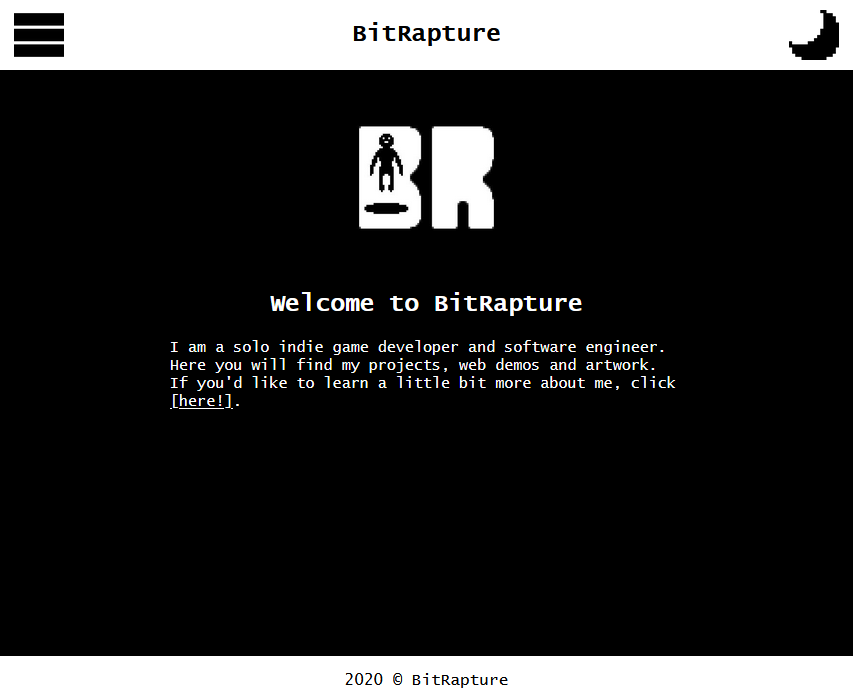 BitRapture
BR
Welcome to BitRapture
I am a solo indie game developer and software engineer.
Here you will find my projects, web demos and artwork.
If you'd like to learn a little bit more about me, click
[here!].
2020 © BitRapture